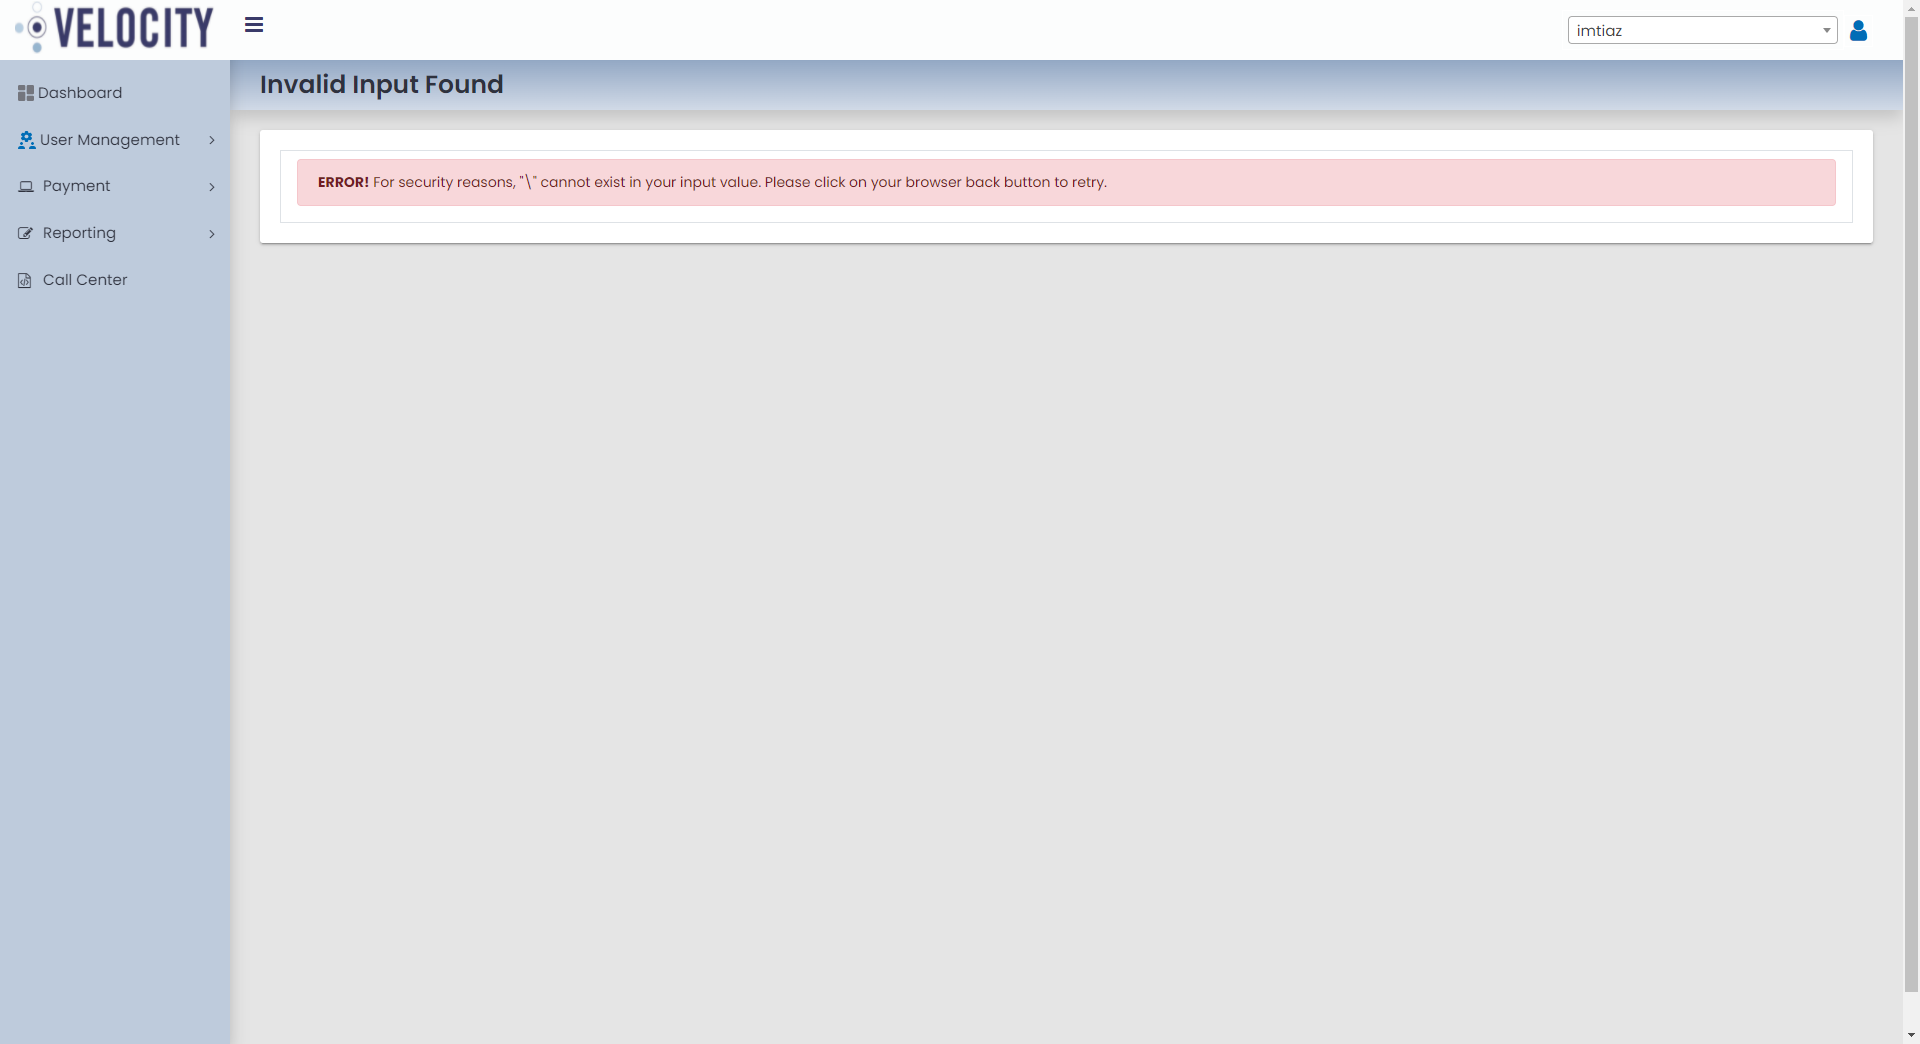 VELOCITY
imtiaz
Dashboard
User Management
Payment
Reporting
Call Center
Invalid Input Found
ERROR! For security reasons, "\" cannot exist in your input value. Please click on your browser back button to retry.